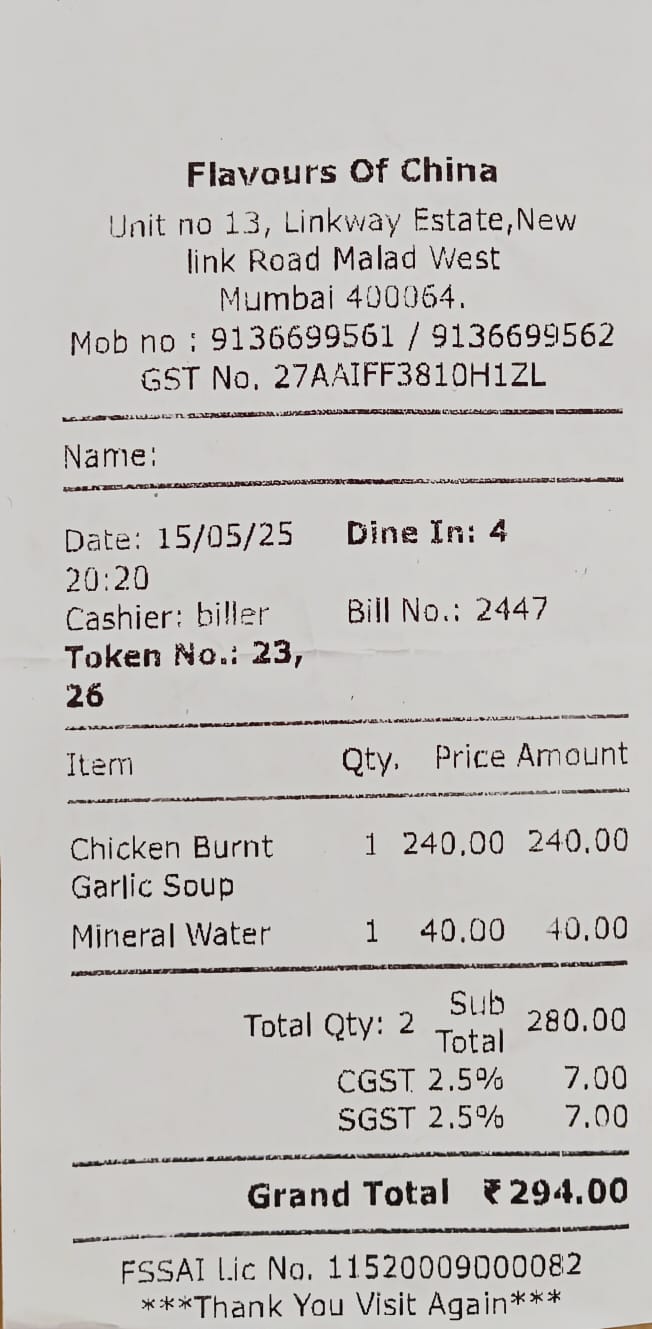 Flavours Of China
Unit no 13, Linkway Estate,New
link Road Malad West
Mumbai 400064.
Mob no : 9136699561 / 9136699562
GST No. 27AAIFF3810H1ZL
Name:
Date: 15/05/25 Dine In: 4
20:20
Cashier: biller Bill No.: 2447
Token No.: 23,
26
Item Qty. Price Amount
Chicken Burnt 1 240.00 240.00
Garlic Soup
Mineral Water 1 40.00 40.00
Total Qty: 2 Sub Total 280.00
CGST 2.5% 7.00
SGST 2.5% 7.00
Grand Total ₹294.00
FSSAI Lic No. 11520009000082
***Thank You Visit Again***